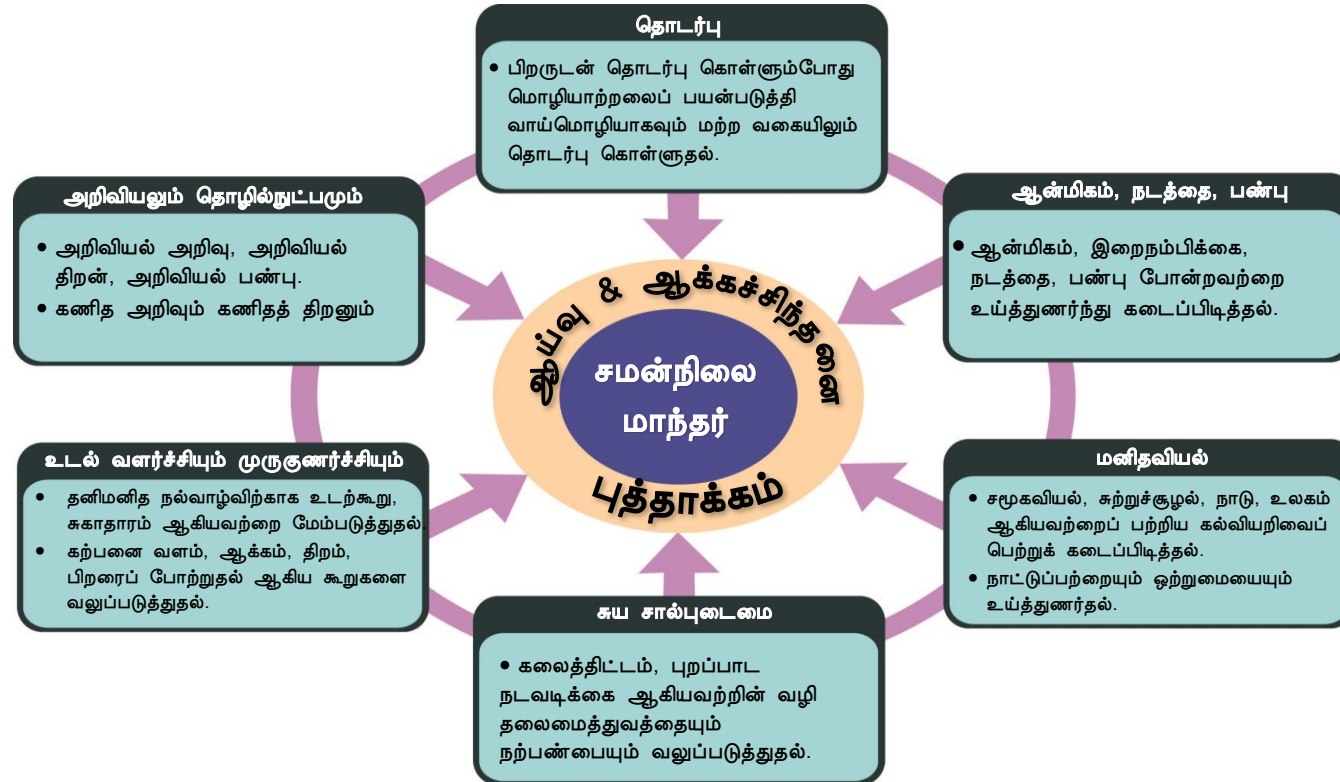 தொடர்பு
• பிறருடன் தொடர்பு கொள்ளும்போது
மொழியாற்றலைப் பயன்படுத்தி
வாய்மொழியாகவும் மற்ற வகையிலும்
தொடர்பு கொள்ளுதல்.
அறிவியலும் தொழில்நுட்பமும்
• அறிவியல் அறிவு, அறிவியல்
திறன், அறிவியல் பண்பு.
• கணித அறிவும் கணிதத் திறனும்
ஆன்மிகம், நடத்தை, பண்பு
• ஆன்மிகம், இறைநம்பிக்கை,
நடத்தை, பண்பு போன்றவற்றை
உய்த்துணர்ந்து கடைப்பிடித்தல்.
ஆய்வு & ஆக்கச்சிந்தனை
சமன்நிலை
மாந்தர்
புத்தாக்கம்
உடல் வளர்ச்சியும் முருகுணர்ச்சியும்
• தனிமனித நல்வாழ்விற்காக உடற்கூறு,
சுகாதாரம் ஆகியவற்றை மேம்படுத்துதல்.
• கற்பனை வளம், ஆக்கம், திறம்,
பிறரைப் போற்றுதல் ஆகிய கூறுகளை
வலுப்படுத்துதல்.
மனிதவியல்
• சமூகவியல், சுற்றுச்சூழல், நாடு, உலகம்
ஆகியவற்றைப் பற்றிய கல்வியறிவைப்
பெற்றுக் கடைப்பிடித்தல்.
• நாட்டுப்பற்றையும் ஒற்றுமையையும்
உய்த்துணர்தல்.
சுய சால்புடைமை
• கலைத்திட்டம், புறப்பாட
நடவடிக்கை ஆகியவற்றின் வழி
தலைமைத்துவத்தையும்
நற்பண்பையும் வலுப்படுத்துதல்.